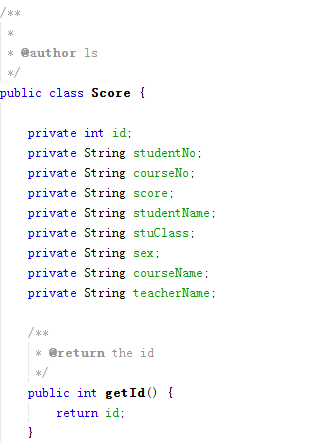 /**
 *
 * @author ls
 */
public class Score {
private int id;
private String studentNo;
private String courseNo;
private String score;
private String studentName;
private String stuClass;
private String sex;
private String courseName;
private String teacherName;
/**
 * @return the id
 */
public int getId() {
return id;
}